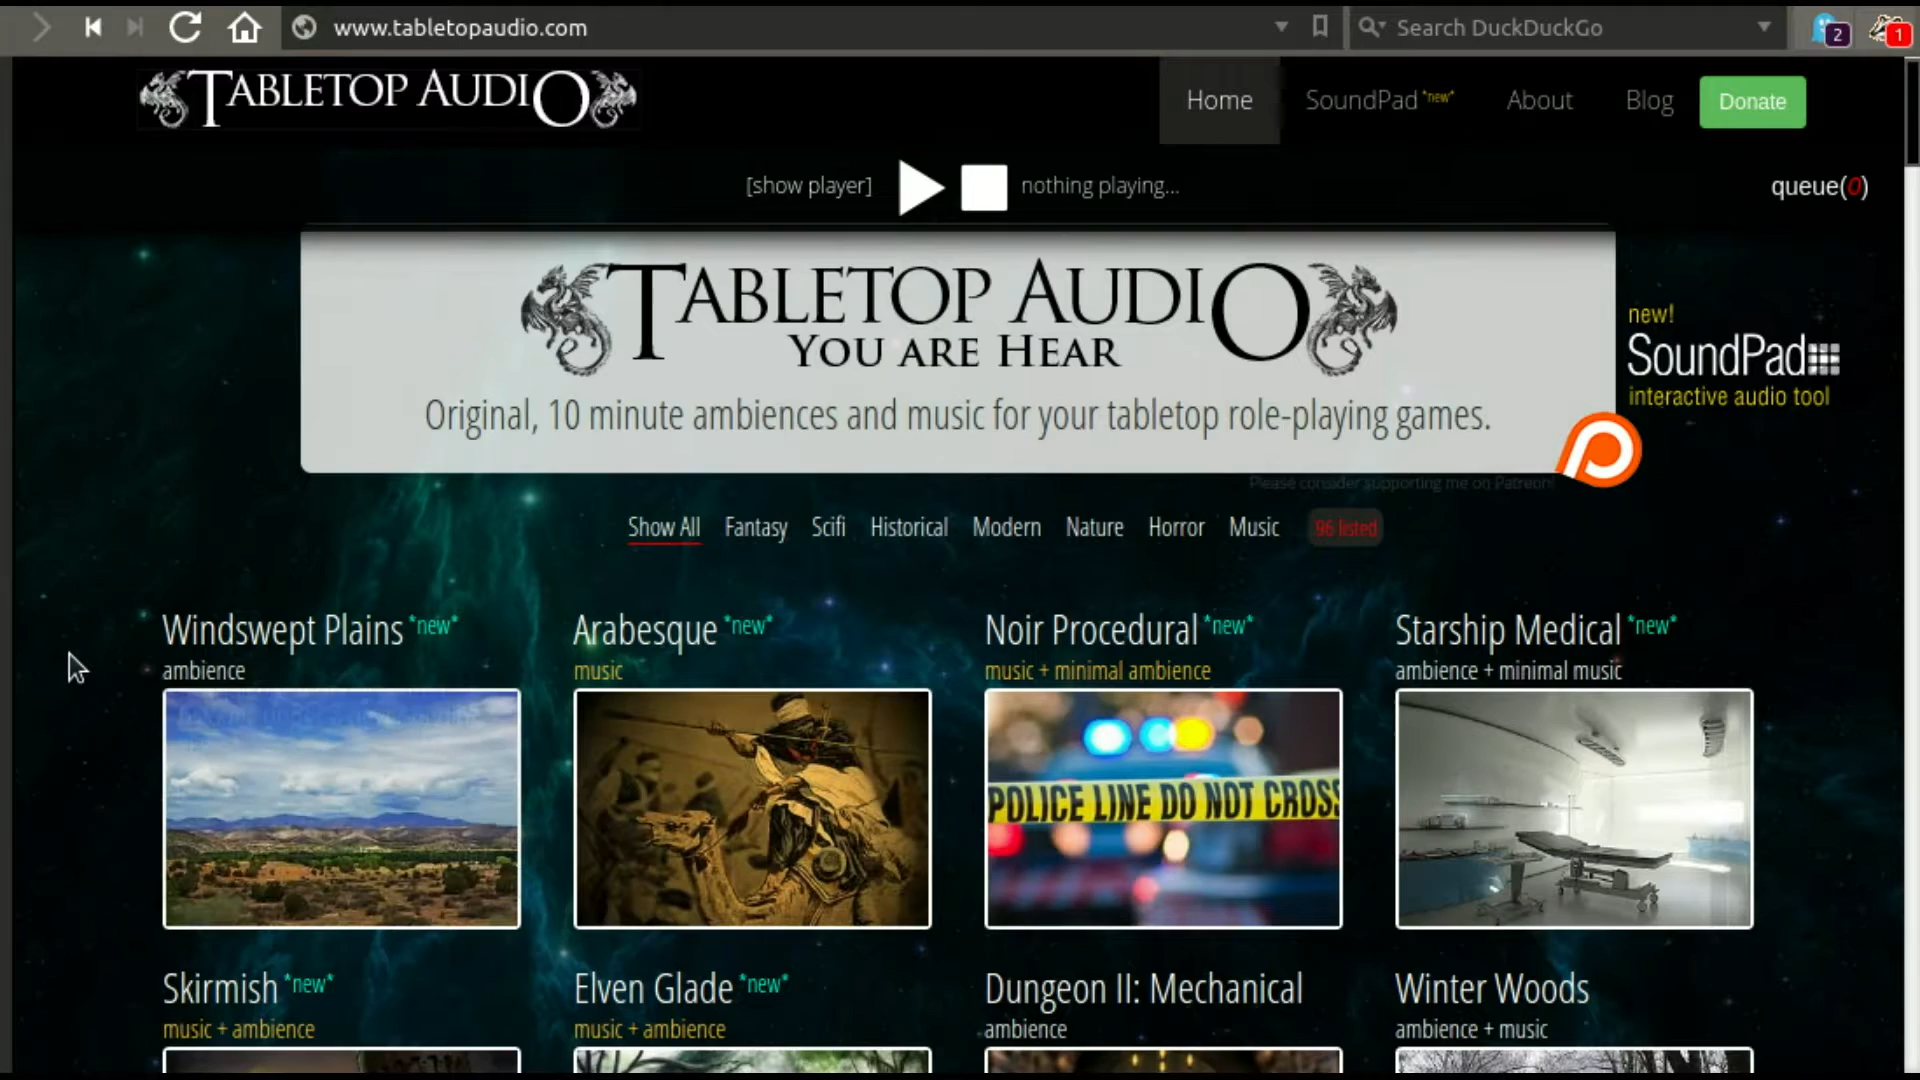 www.tabletopaudio.com
Search DuckDuckGo
2
1
TABLETOP AUDIO
Home
SoundPad *new*
About
Blog
Donate
[show player]
nothing playing...
queue(0)
TABLETOP AUDIO
YOU ARE HEAR
Original, 10 minute ambiences and music for your tabletop role-playing games.
new!
SoundPad
interactive audio tool
Please consider supporting me on Patreon!
Show All
Fantasy
Scifi
Historical
Modern
Nature
Horror
Music
96 listed
Windswept Plains *new*
ambience
Arabesque *new*
music
Noir Procedural *new*
music + minimal ambience
POLICE LINE DO NOT CROSS
Starship Medical *new*
ambience + minimal music
Skirmish *new*
music + ambience
Elven Glade *new*
music + ambience
Dungeon II: Mechanical
ambience
Winter Woods
ambience + music